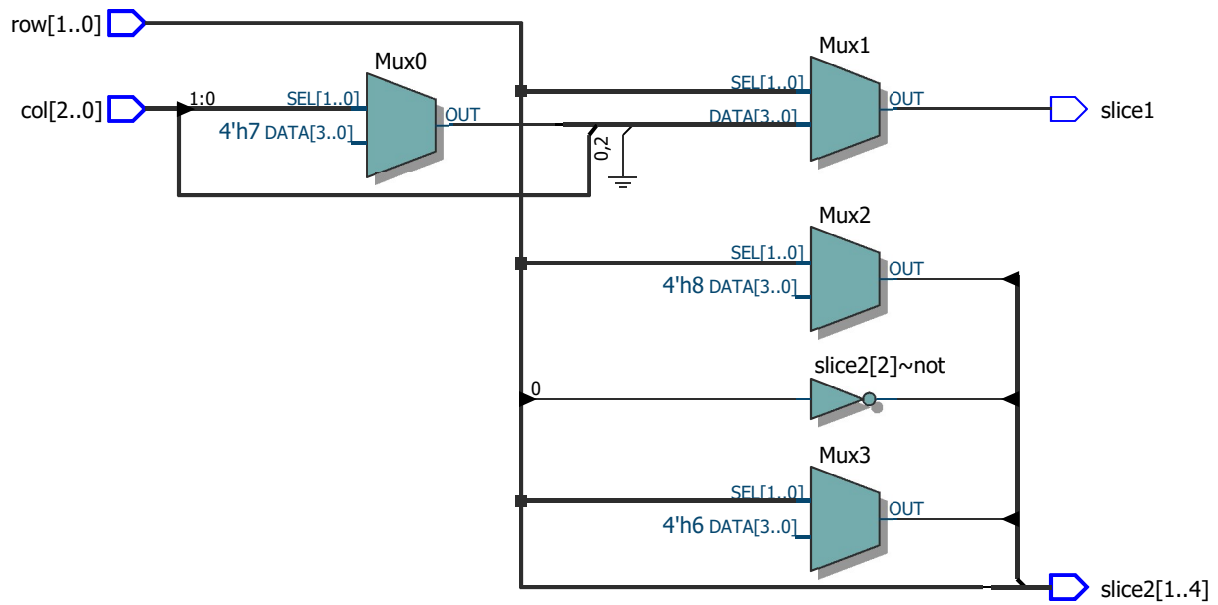 row[1..0]
col[2..0]
1:0
Mux0
SEL[1..0]
4'h7 DATA[3..0]
OUT
0,2
Mux1
SEL[1..0]
DATA[3..0]
OUT
slice1
Mux2
SEL[1..0]
4'h8 DATA[3..0]
OUT
slice2[2]~not
0
Mux3
SEL[1..0]
4'h6 DATA[3..0]
OUT
slice2[1..4]